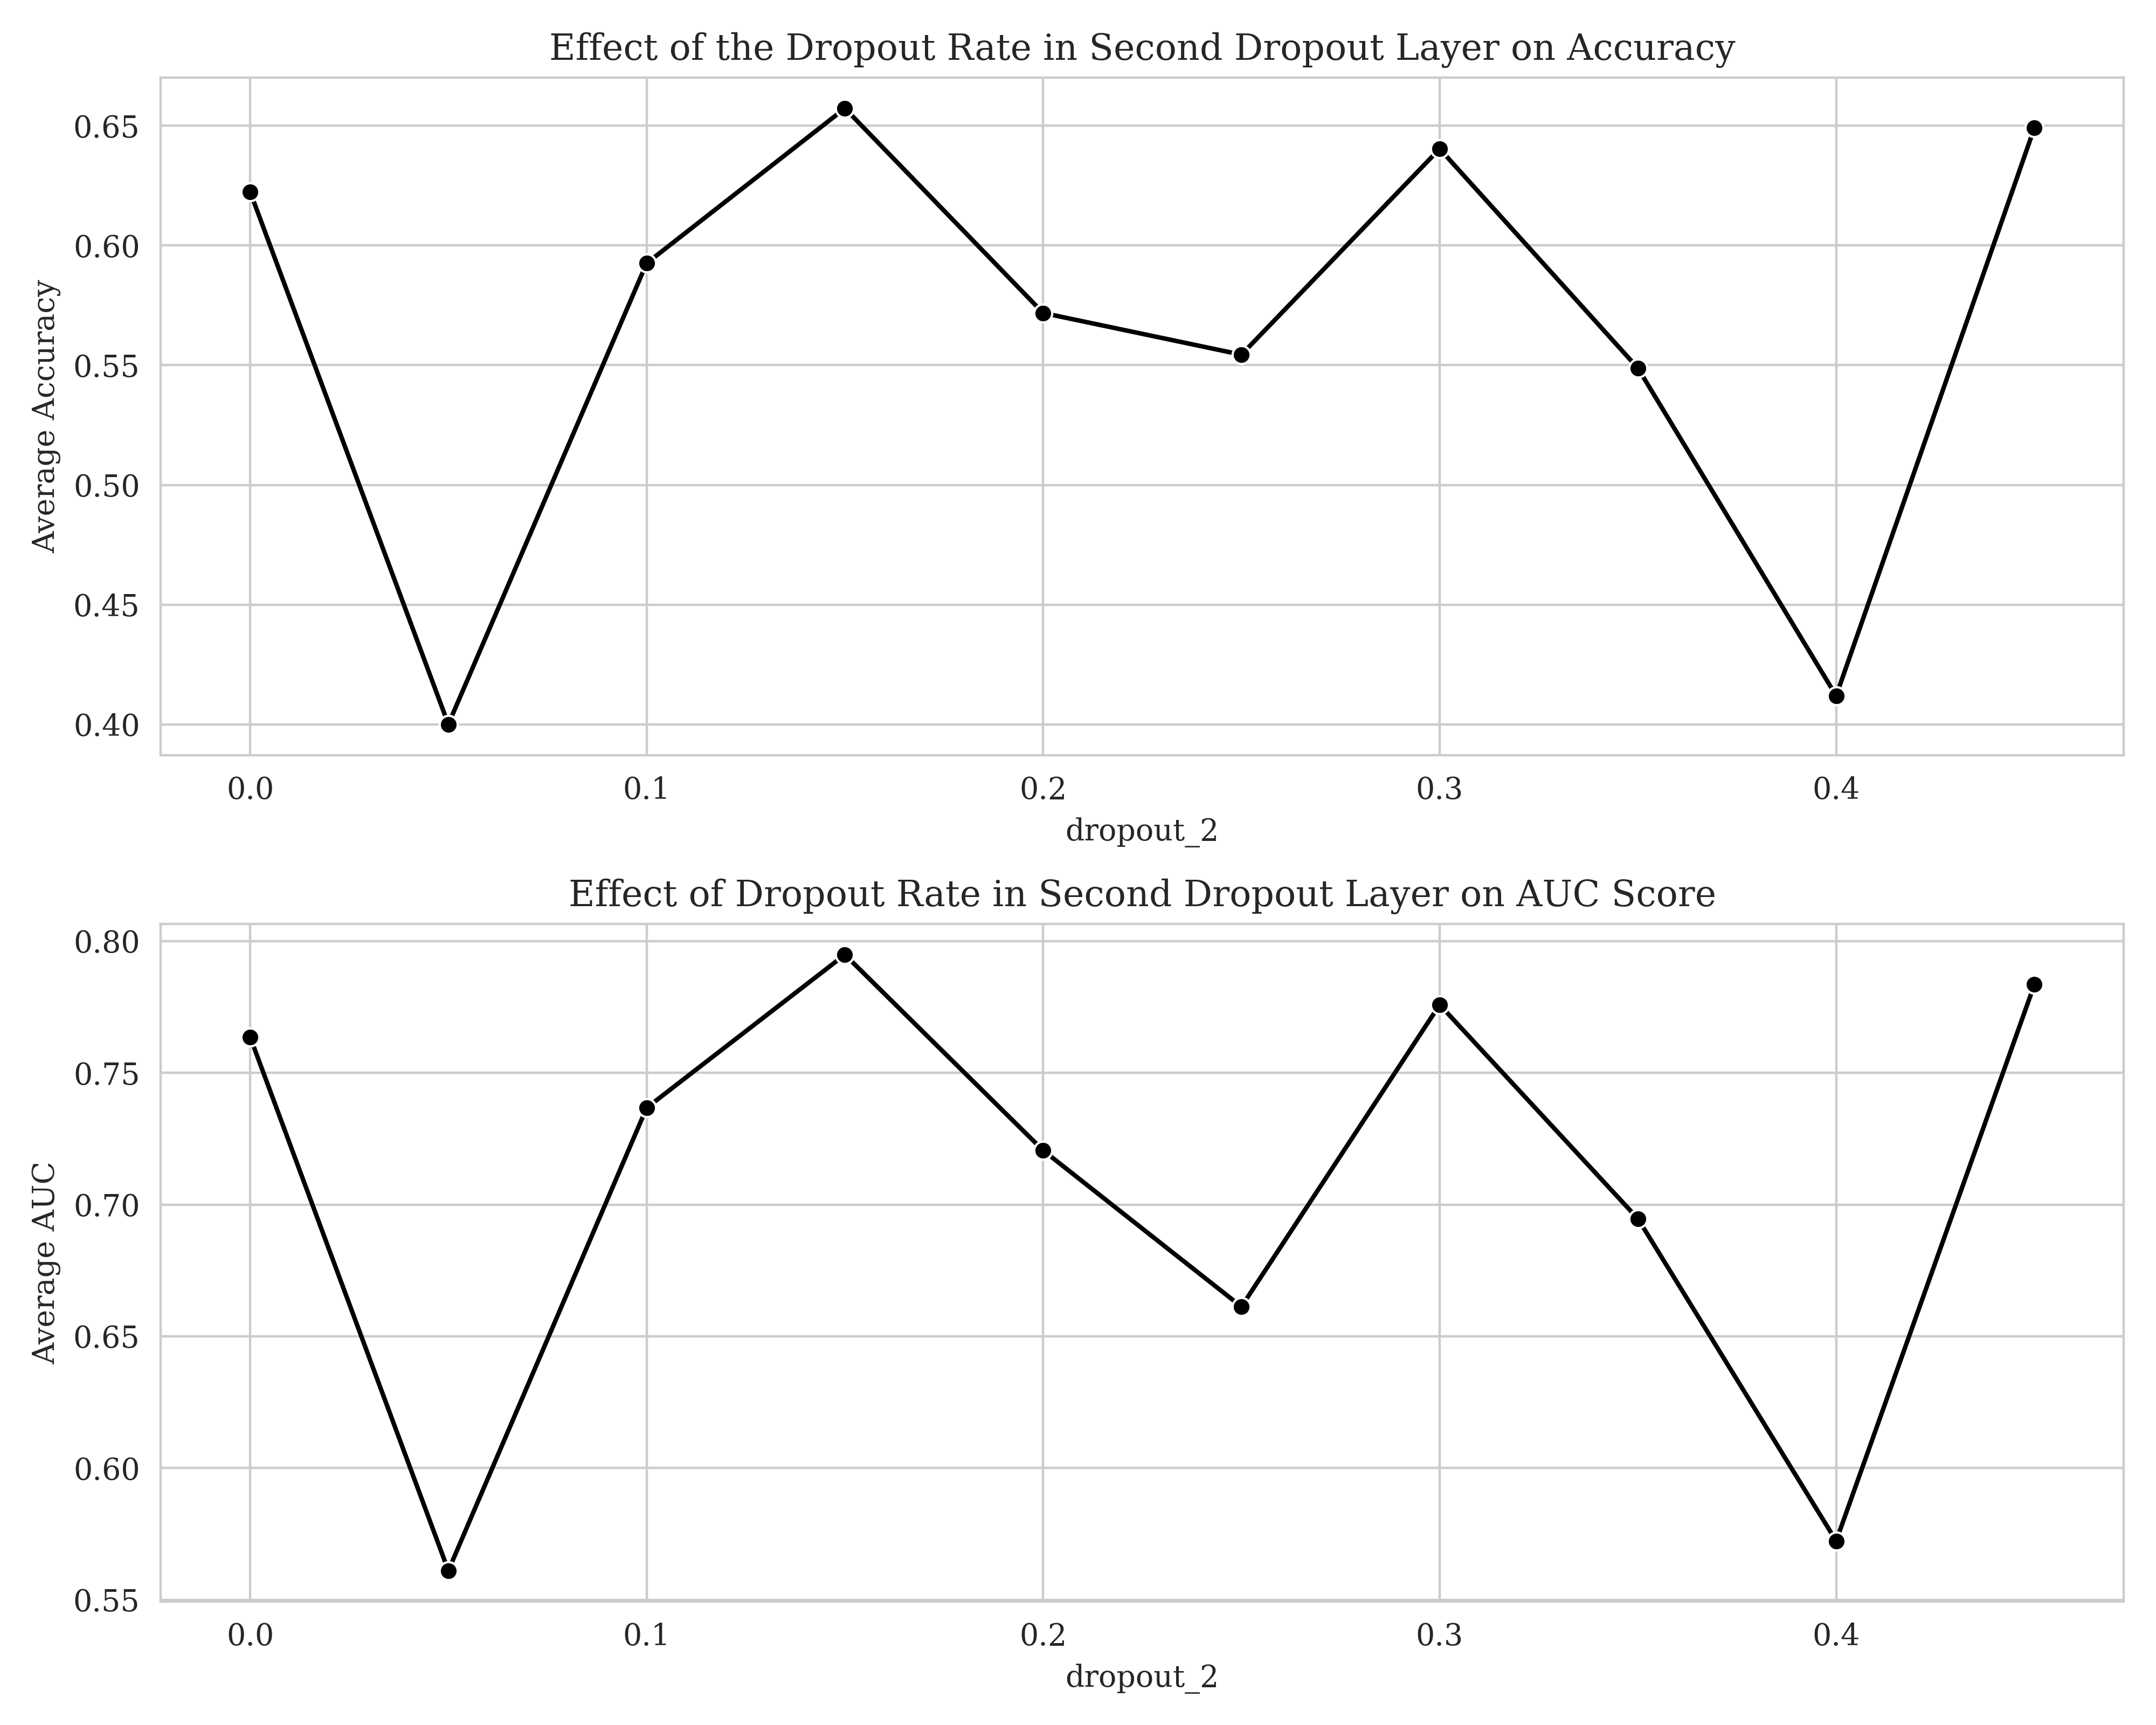 Effect of the Dropout Rate in Second Dropout Layer on Accuracy
Average Accuracy
0.65
0.60
0.55
0.50
0.45
0.40
0.0 0.1 0.2 0.3 0.4
dropout_2
Effect of Dropout Rate in Second Dropout Layer on AUC Score
Average AUC
0.80
0.75
0.70
0.65
0.60
0.55
0.0 0.1 0.2 0.3 0.4
dropout_2